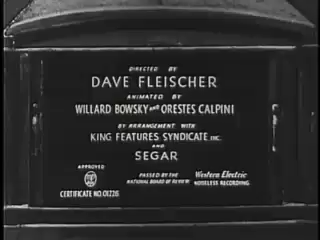 DIRECTED BY
DAVE FLEISCHER
ANIMATED BY
WILLARD BOWSKY AND ORESTES CALPINI
BY ARRANGEMENT WITH
KING FEATURES SYNDICATE INC.
AND
SEGAR
APPROVED
CERTIFICATE NO. 01226
PASSED BY THE
NATIONAL BOARD OF REVIEW
Western Electric
NOISELESS RECORDING